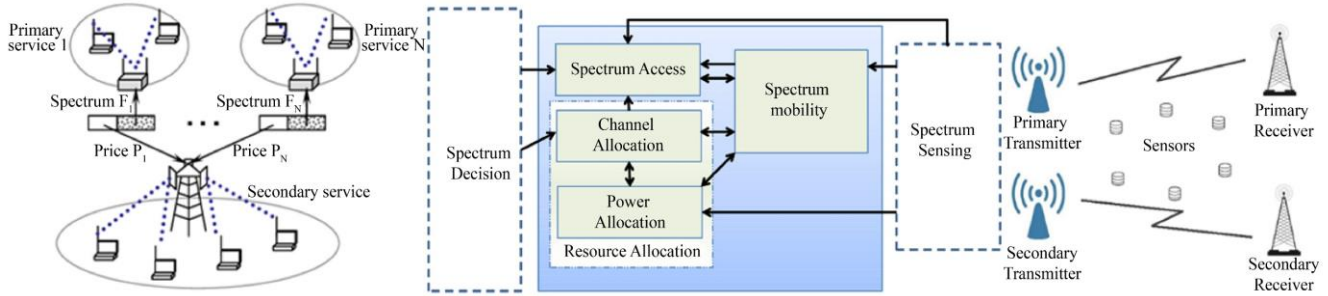 Primary
service 1
Primary
service N
Spectrum F1
Spectrum FN
Price P1
Price PN
Secondary service
Spectrum
Decision
Spectrum Access
Channel
Allocation
Power
Allocation
Resource Allocation
Spectrum
mobility
Spectrum
Sensing
Primary
Transmitter
Sensors
Primary
Receiver
Secondary
Transmitter
Secondary
Receiver